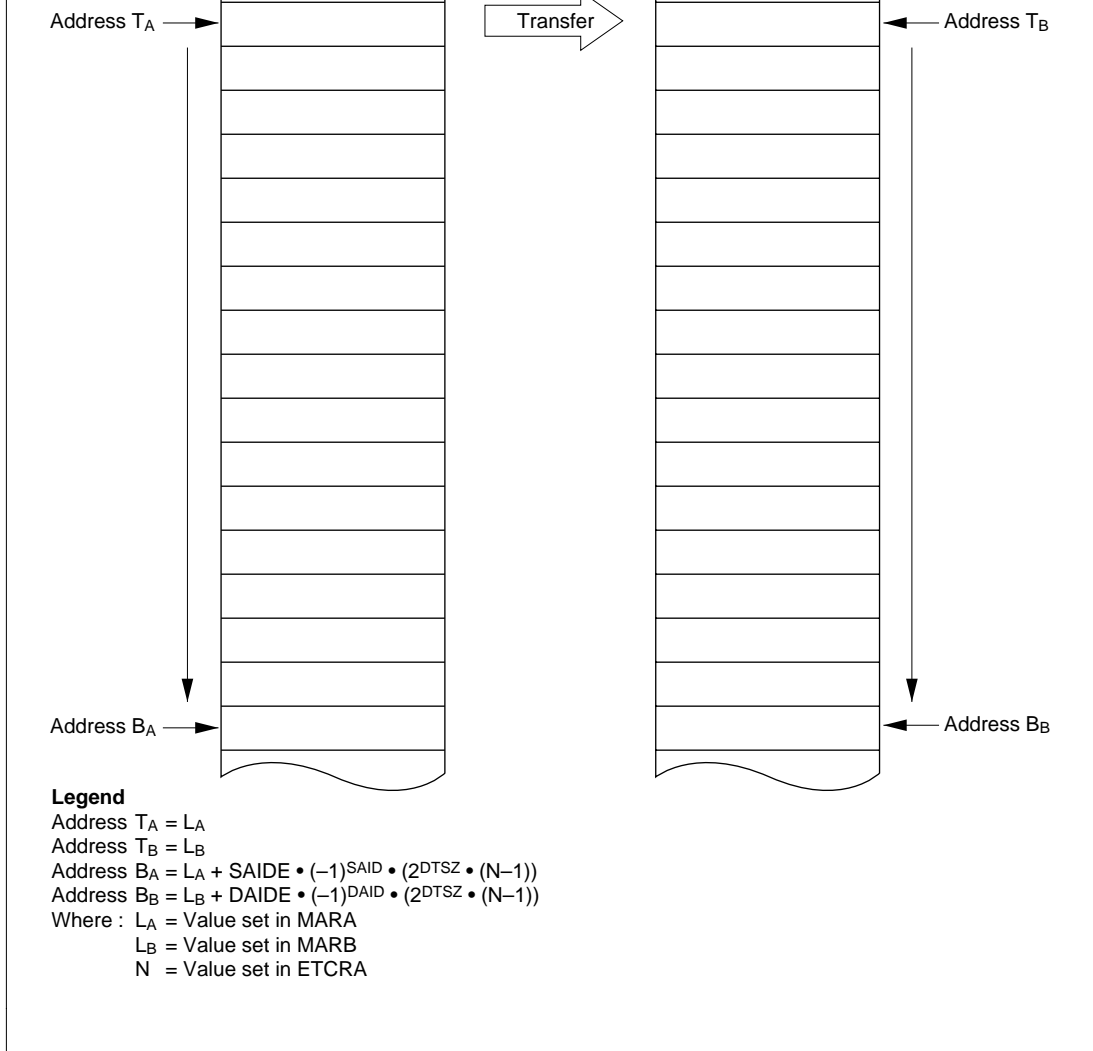 Address TA
Transfer
Address TB
Address BA
Address BB
Legend
Address TA = LA
Address TB = LB
Address BA = LA + SAIDE • (–1)SAID • (2DTSZ • (N–1))
Address BB = LB + DAIDE • (–1)DAID • (2DTSZ • (N–1))
Where : LA = Value set in MARA
LB = Value set in MARB
N = Value set in ETCRA